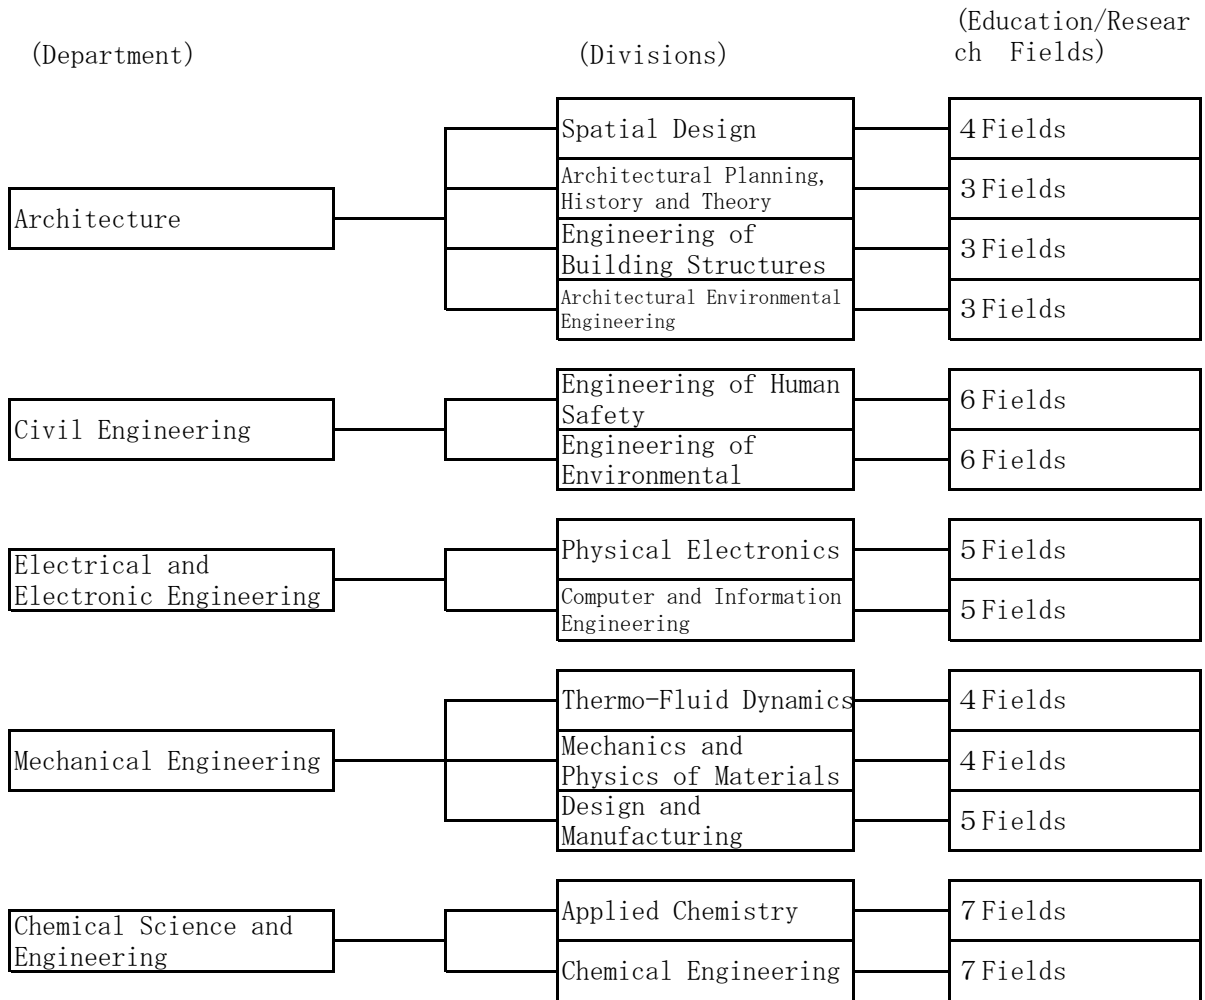 (Department)
(Divisions)
(Education/Resear
ch Fields)
Architecture
Spatial Design
4 Fields
Architectural Planning,
History and Theory
3 Fields
Engineering of
Building Structures
3 Fields
Architectural Environmental
Engineering
3 Fields
Civil Engineering
Engineering of Human
Safety
6 Fields
Engineering of
Environmental
6 Fields
Electrical and
Electronic Engineering
Physical Electronics
5 Fields
Computer and Information
Engineering
5 Fields
Mechanical Engineering
Thermo-Fluid Dynamics
4 Fields
Mechanics and
Physics of Materials
4 Fields
Design and
Manufacturing
5 Fields
Chemical Science and
Engineering
Applied Chemistry
7 Fields
Chemical Engineering
7 Fields